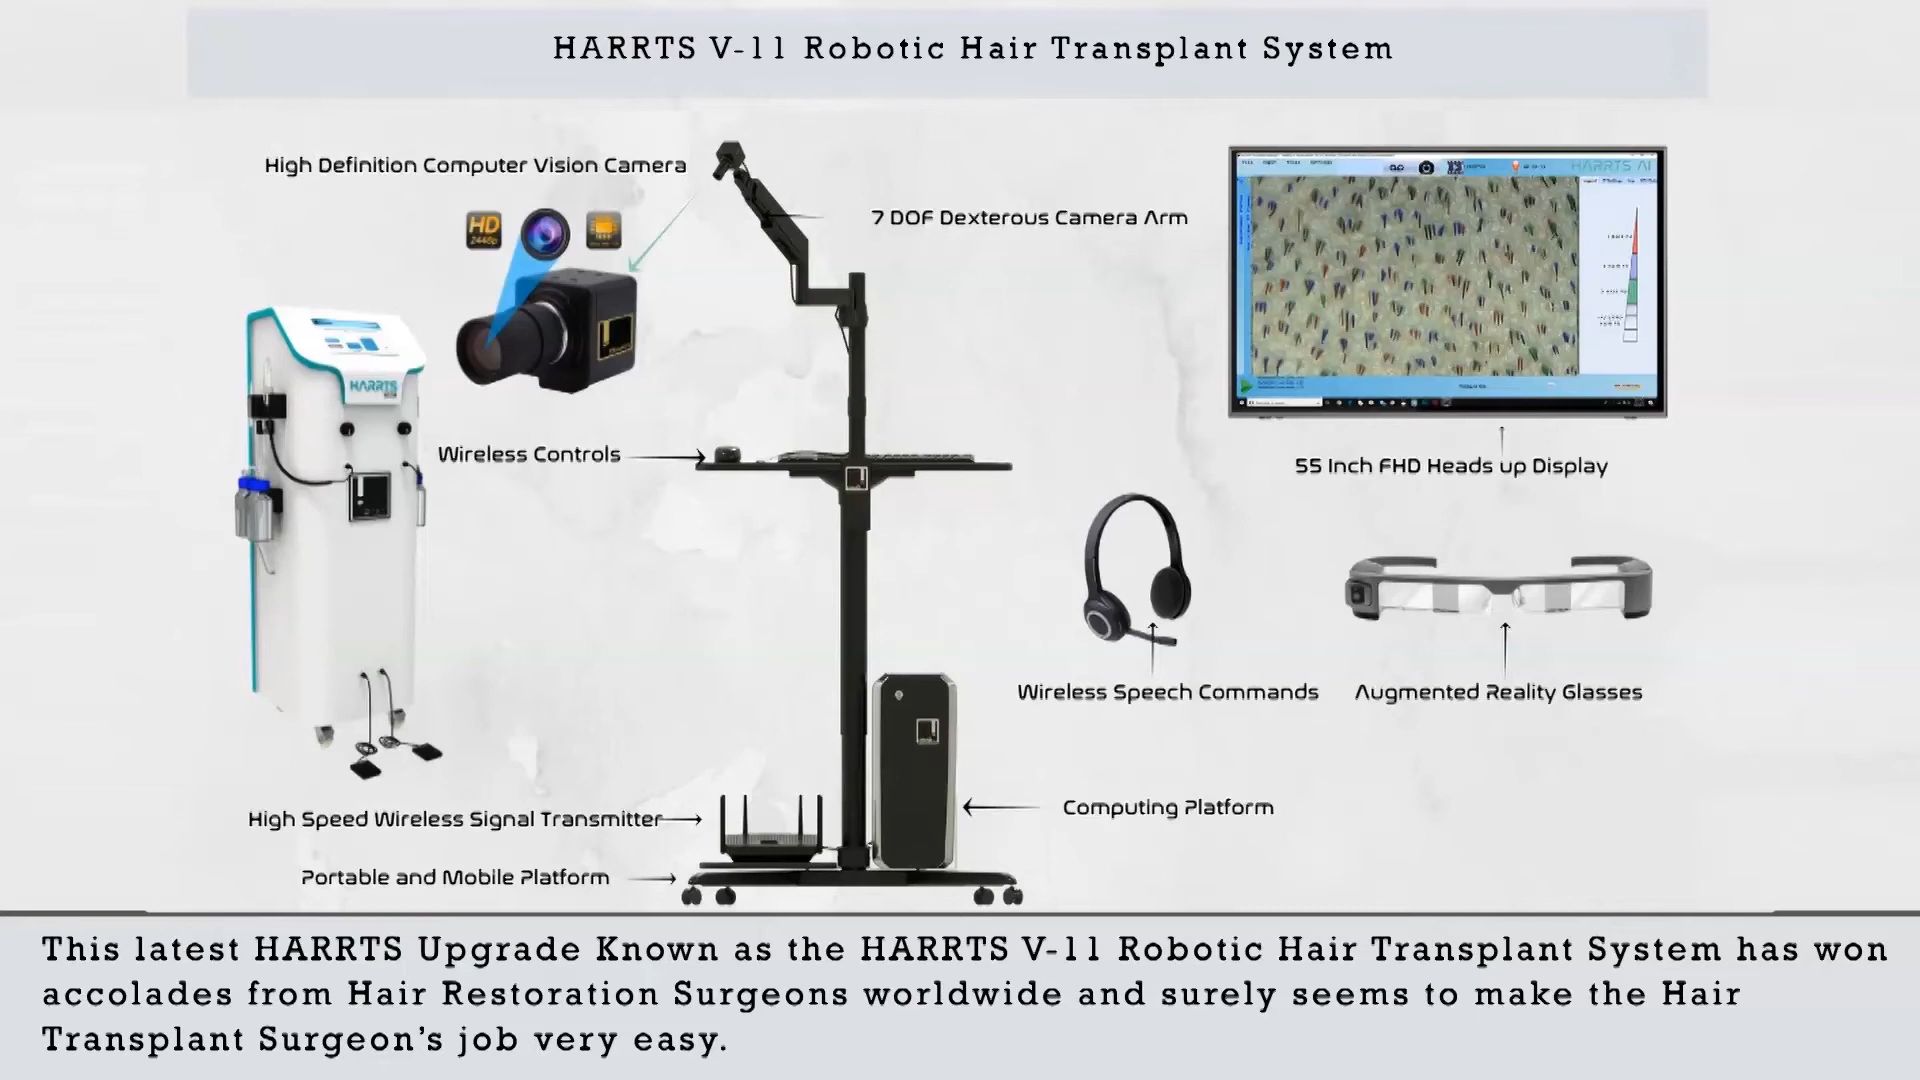 HARRTS V-11 Robotic Hair Transplant System
High Definition Computer Vision Camera
HD
2448p
7 DOF Dexterous Camera Arm
HARRTS AI
HARRTS
Wireless Controls
55 Inch FHD Heads up Display
Wireless Speech Commands
Augmented Reality Glasses
High Speed Wireless Signal Transmitter
Computing Platform
Portable and Mobile Platform
This latest HARRTS Upgrade Known as the HARRTS V-11 Robotic Hair Transplant System has won
accolades from Hair Restoration Surgeons worldwide and surely seems to make the Hair
Transplant Surgeon's job very easy.